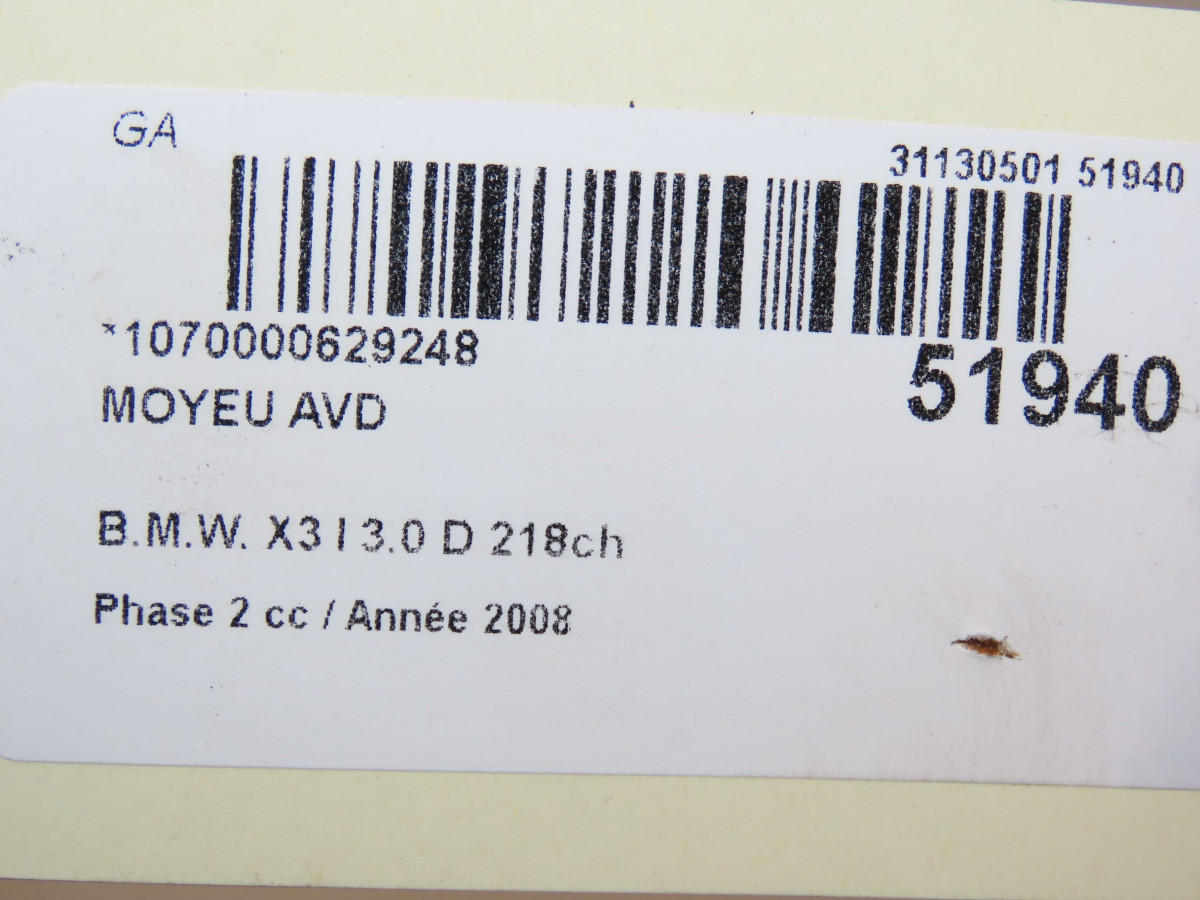 GA
31130501 51940
*1070000629248
51940
MOYEU AVD
B.M.W. X3 I 3.0 D 218ch
Phase 2 cc / Année 2008